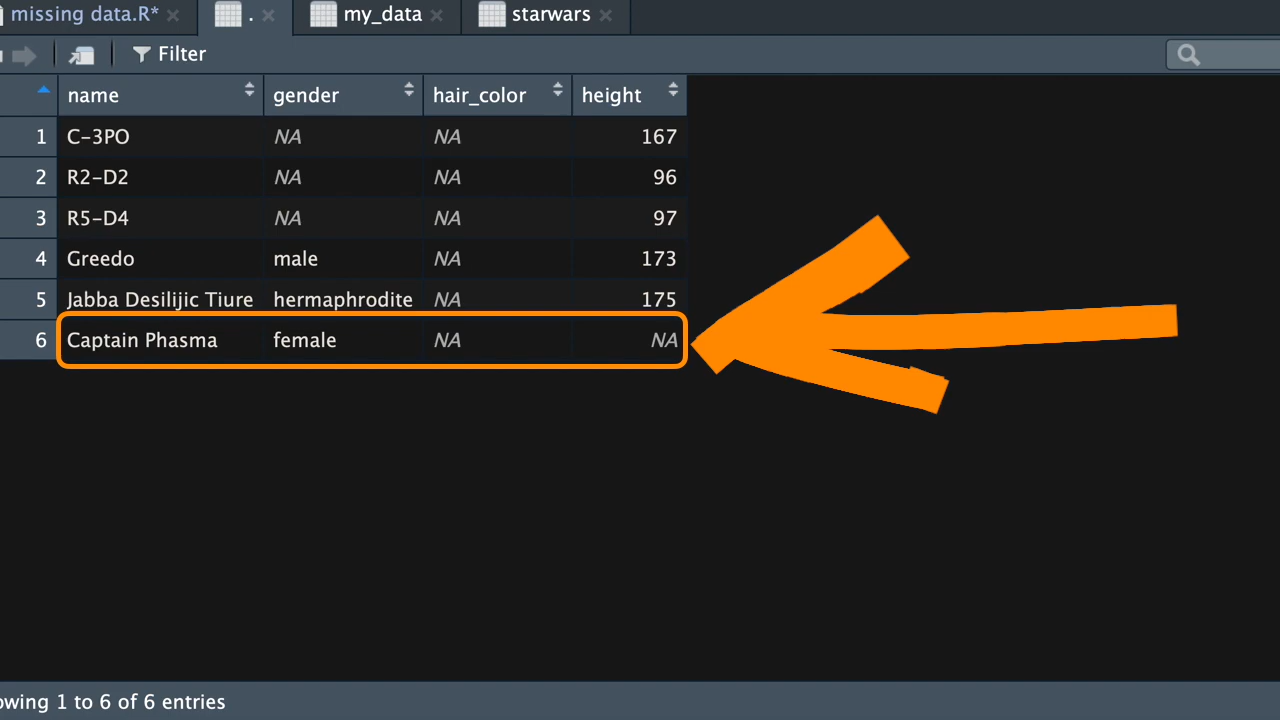 missing data.R* . my_data starwars
Filter
name gender hair_color height
1 C-3PO NA NA 167
2 R2-D2 NA NA 96
3 R5-D4 NA NA 97
4 Greedo male NA 173
5 Jabba Desilijic Tiure hermaphrodite NA 175
6 Captain Phasma female NA NA
owing 1 to 6 of 6 entries